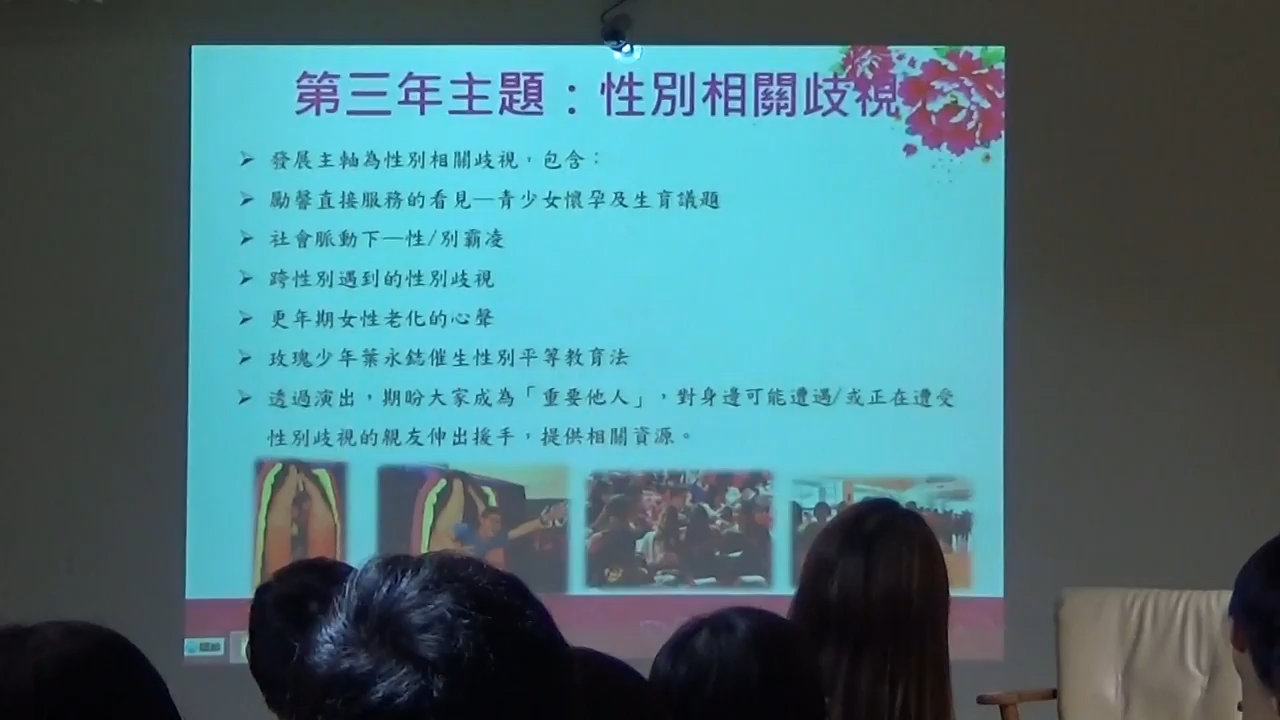 第三年主題：性別相關歧視
➢ 發展主軸為性別相關歧視，包含：
➢ 勵馨直接服務的看見—青少女懷孕及生育議題
➢ 社會脈動下—性/別霸凌
➢ 跨性別遇到的性別歧視
➢ 更年期女性老化的心聲
➢ 玫瑰少年葉永鋕催生性別平等教育法
➢ 透過演出，期盼大家成為「重要他人」，對身邊可能遭遇/或正在遭受
性別歧視的親友伸出援手，提供相關資源。